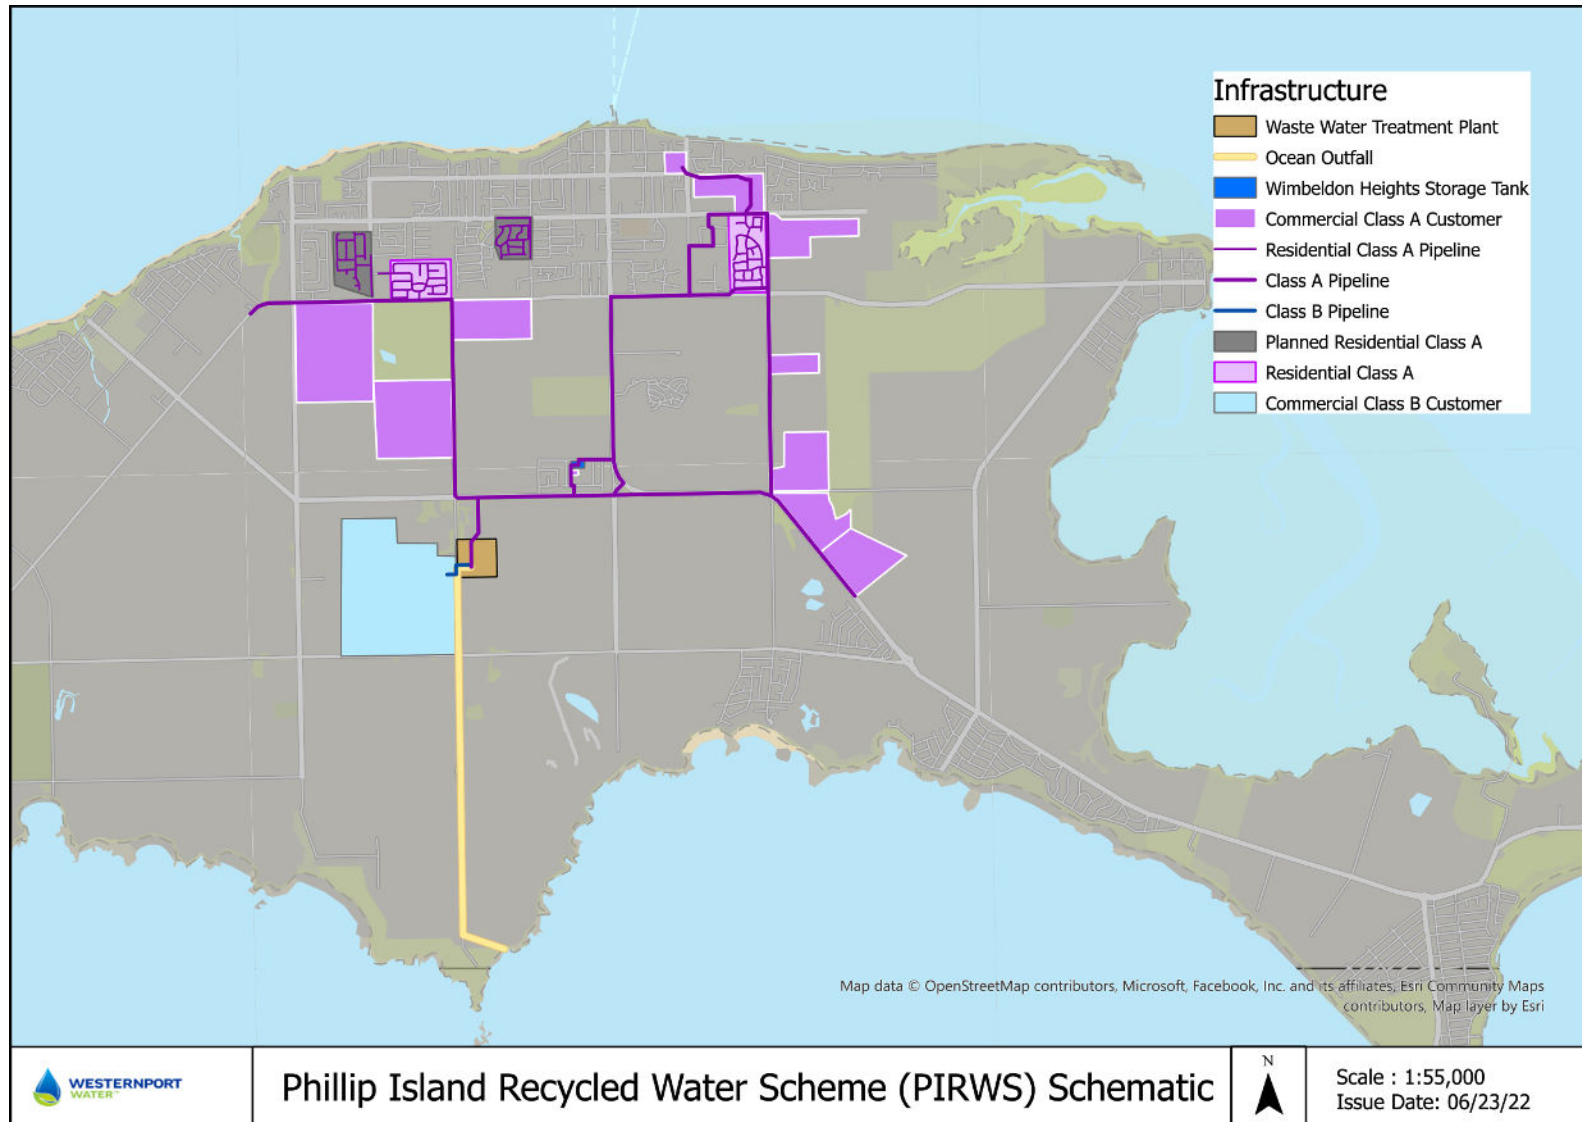 Infrastructure
Waste Water Treatment Plant
Ocean Outfall
Wimbeldon Heights Storage Tank
Commercial Class A Customer
Residential Class A Pipeline
Class A Pipeline
Class B Pipeline
Planned Residential Class A
Residential Class A
Commercial Class B Customer
Map data © OpenStreetMap contributors, Microsoft, Facebook, Inc. and its affiliates, Esri Community Maps
contributors, Map layer by Esri
WESTERNPORT
WATER™
Phillip Island Recycled Water Scheme (PIRWS) Schematic
N
Scale : 1:55,000
Issue Date: 06/23/22